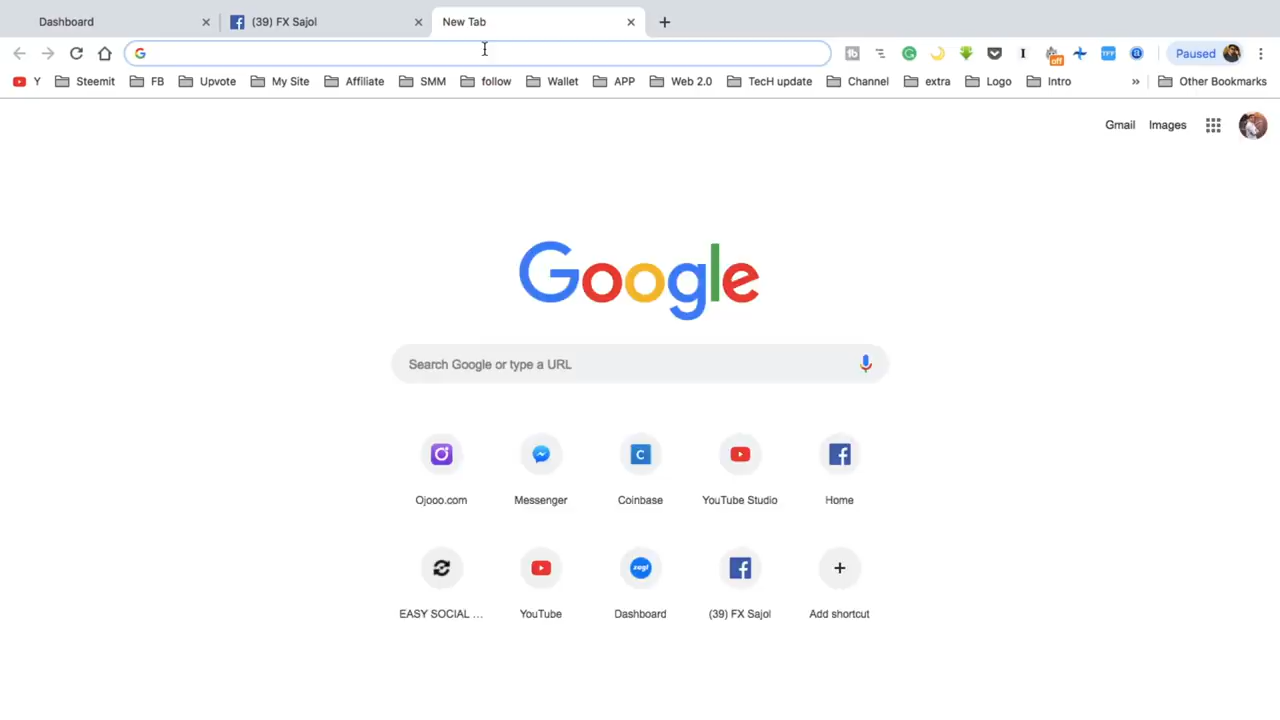 Dashboard
(39) FX Sajol
New Tab
Paused
Y
Steemit
FB
Upvote
My Site
Affiliate
SMM
follow
Wallet
APP
Web 2.0
TecH update
Channel
extra
Logo
Intro
»
Other Bookmarks
Gmail
Images
Google
Search Google or type a URL
Ojooo.com
Messenger
Coinbase
YouTube Studio
Home
EASY SOCIAL ...
YouTube
Dashboard
(39) FX Sajol
Add shortcut
off
C
zagl